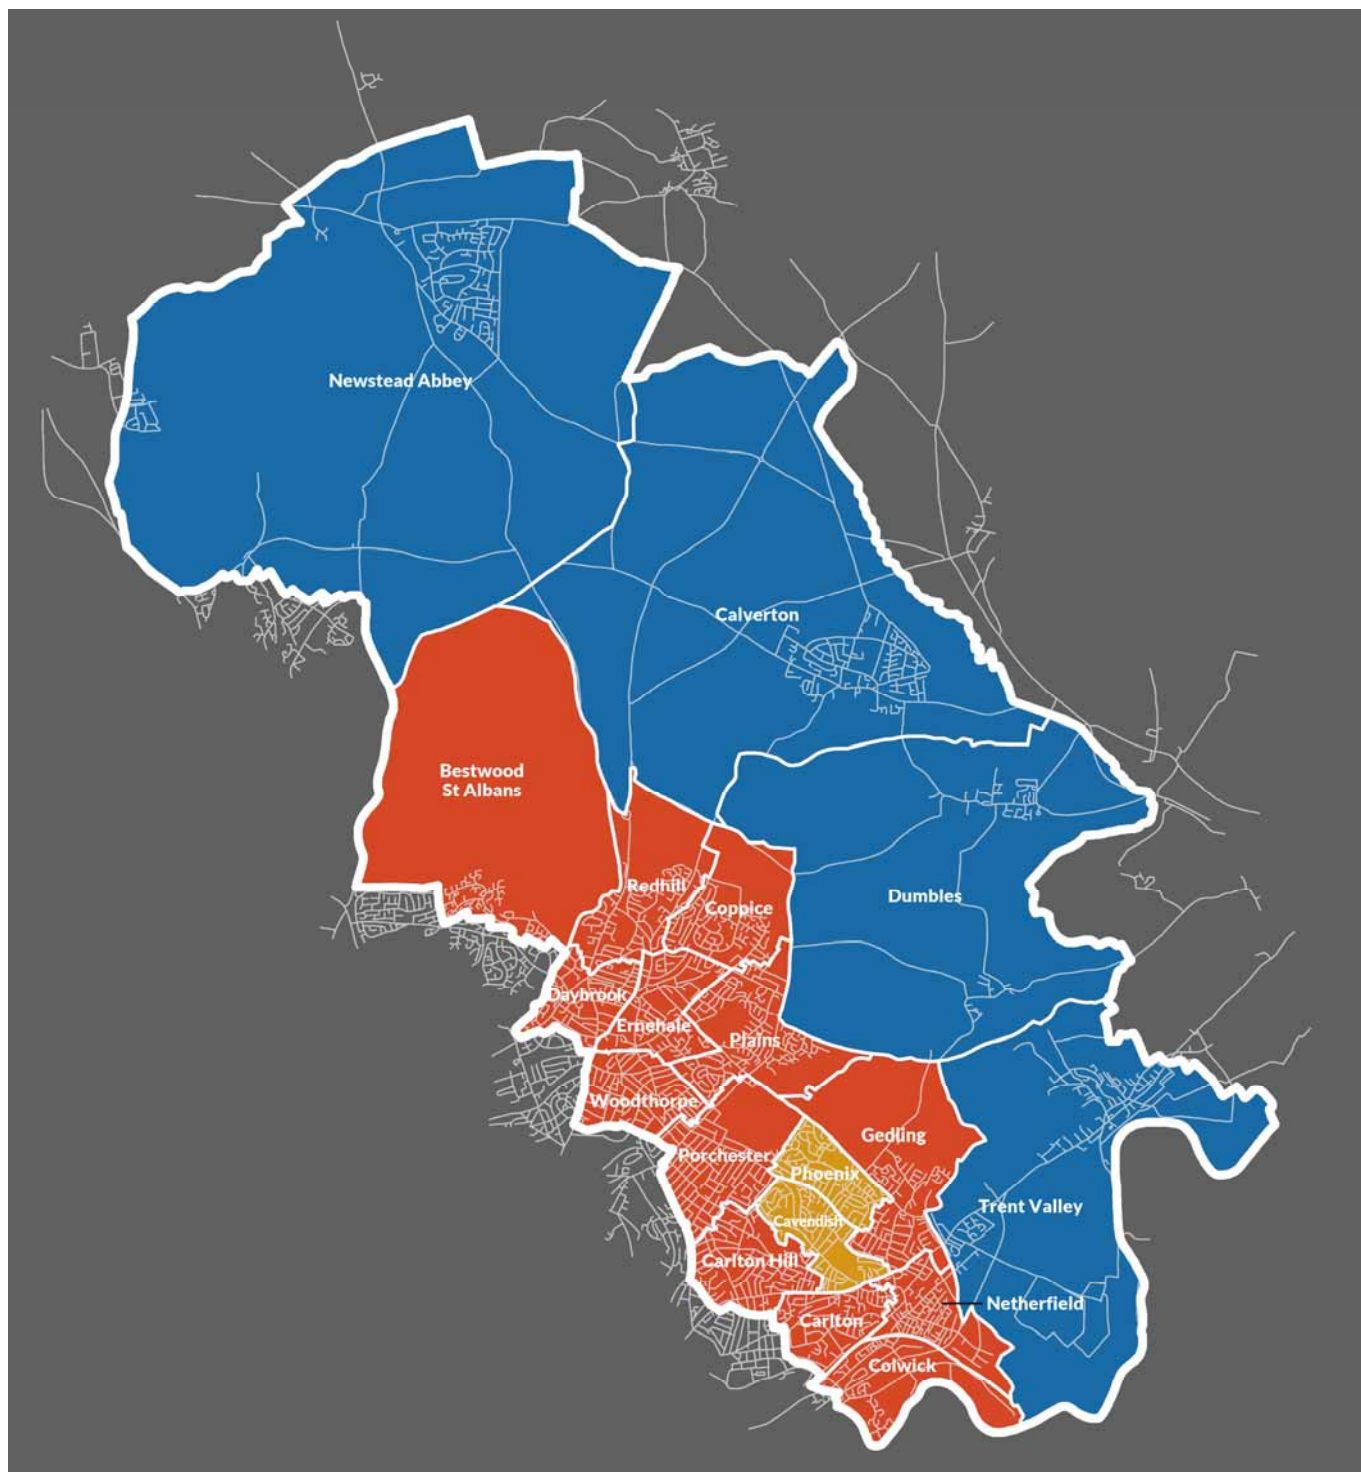 Newstead Abbey
Calverton
Bestwood
St Albans
Redhill
Dumbles
Coppice
Daybrook
Ernehale
Plains
Woodthorpe
Gedling
Porchester
Phoenix
Trent Valley
Cavendish
Carlton Hill
Netherfield
Carlton
Colwick